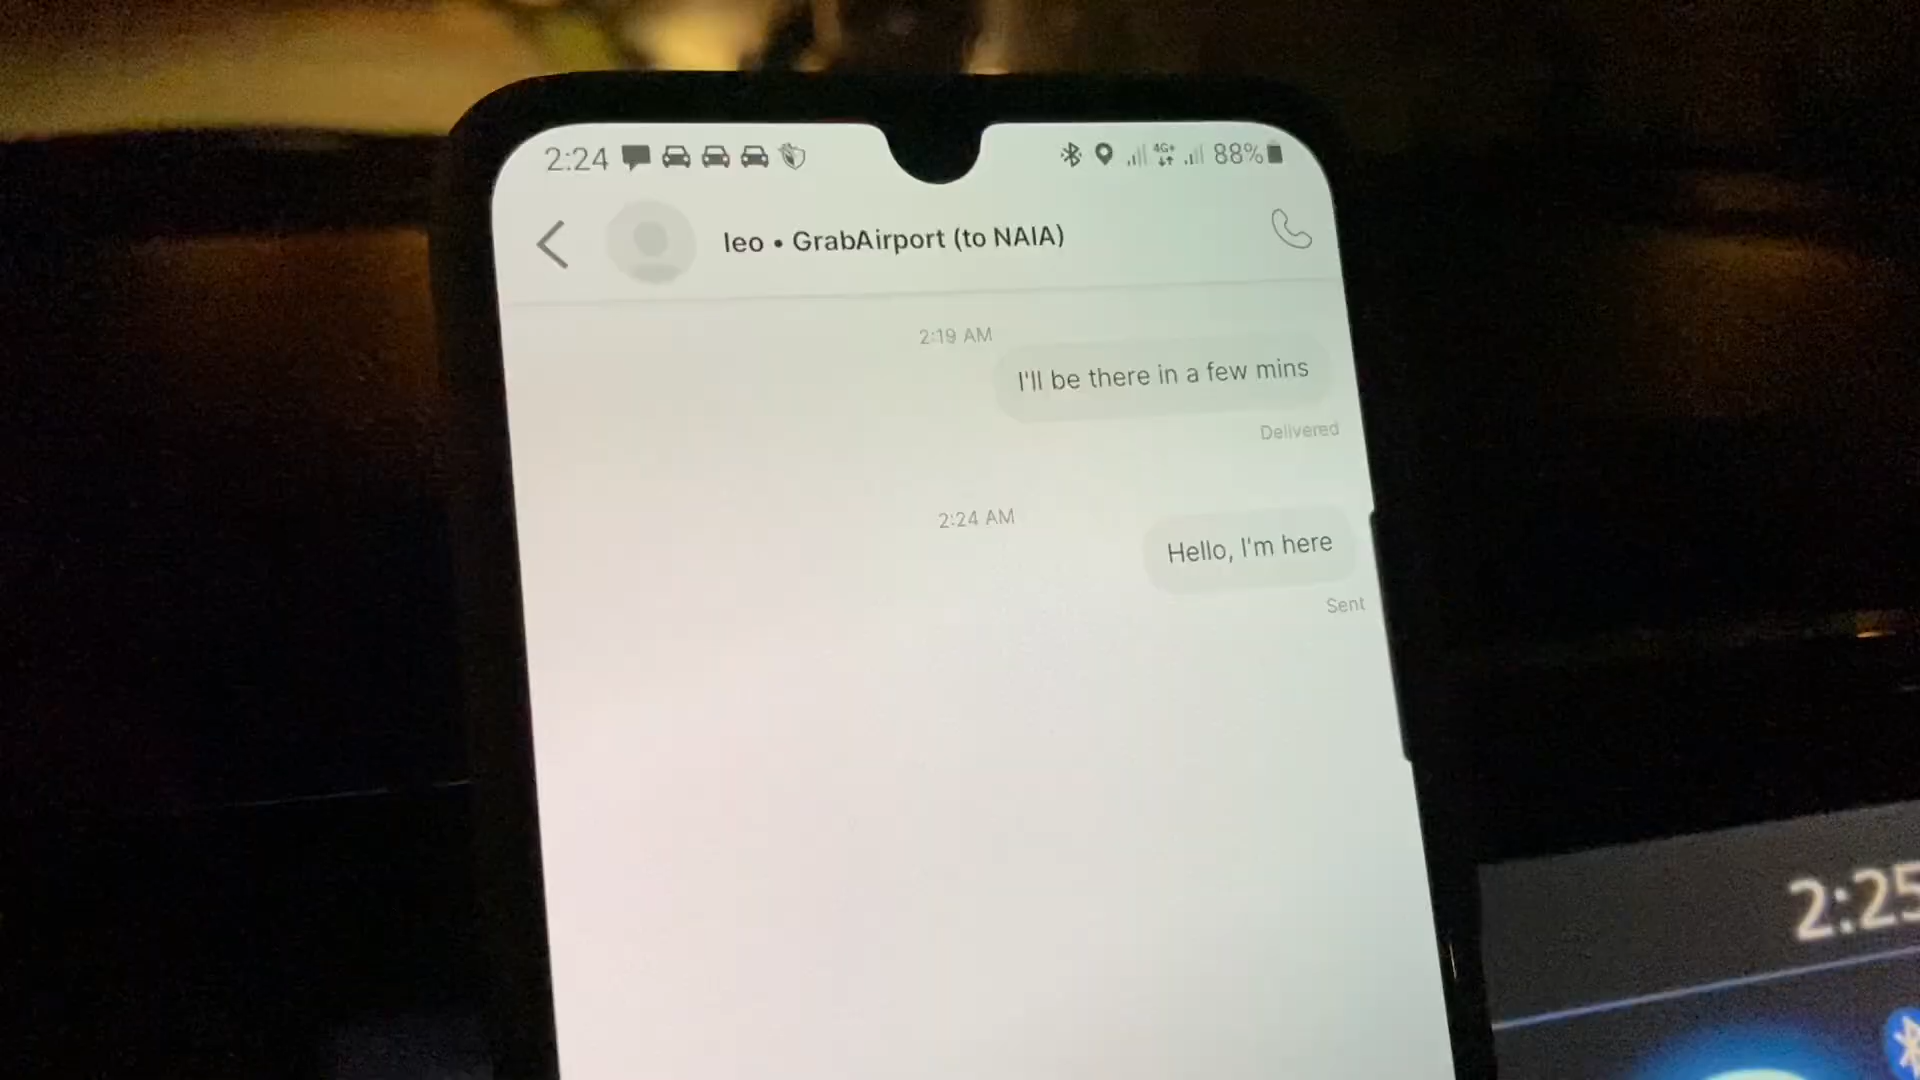 2:24
4G+
88%
leo • GrabAirport (to NAIA)
2:19 AM
I'll be there in a few mins
Delivered
2:24 AM
Hello, I'm here
Sent
2:25